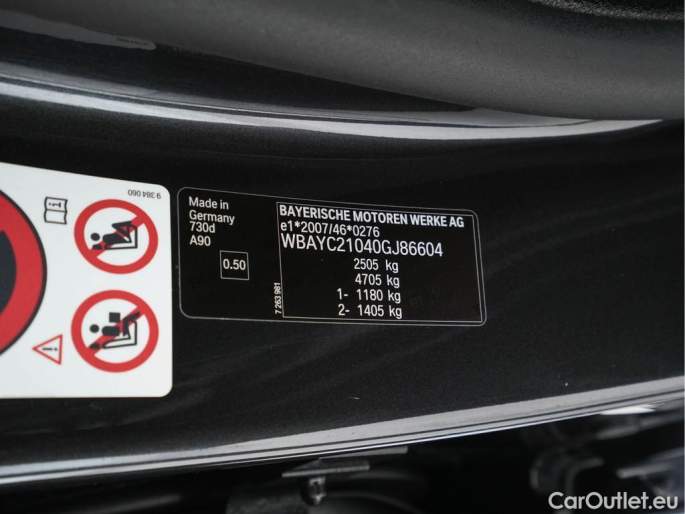 9 384 060
Made in
Germany
730d
A90
0.50
7 263 981
BAYERISCHE MOTOREN WERKE AG
e1*2007/46*0276
WBAYC21040GJ86604
2505 kg
4705 kg
1- 1180 kg
2- 1405 kg
CarOutlet.eu